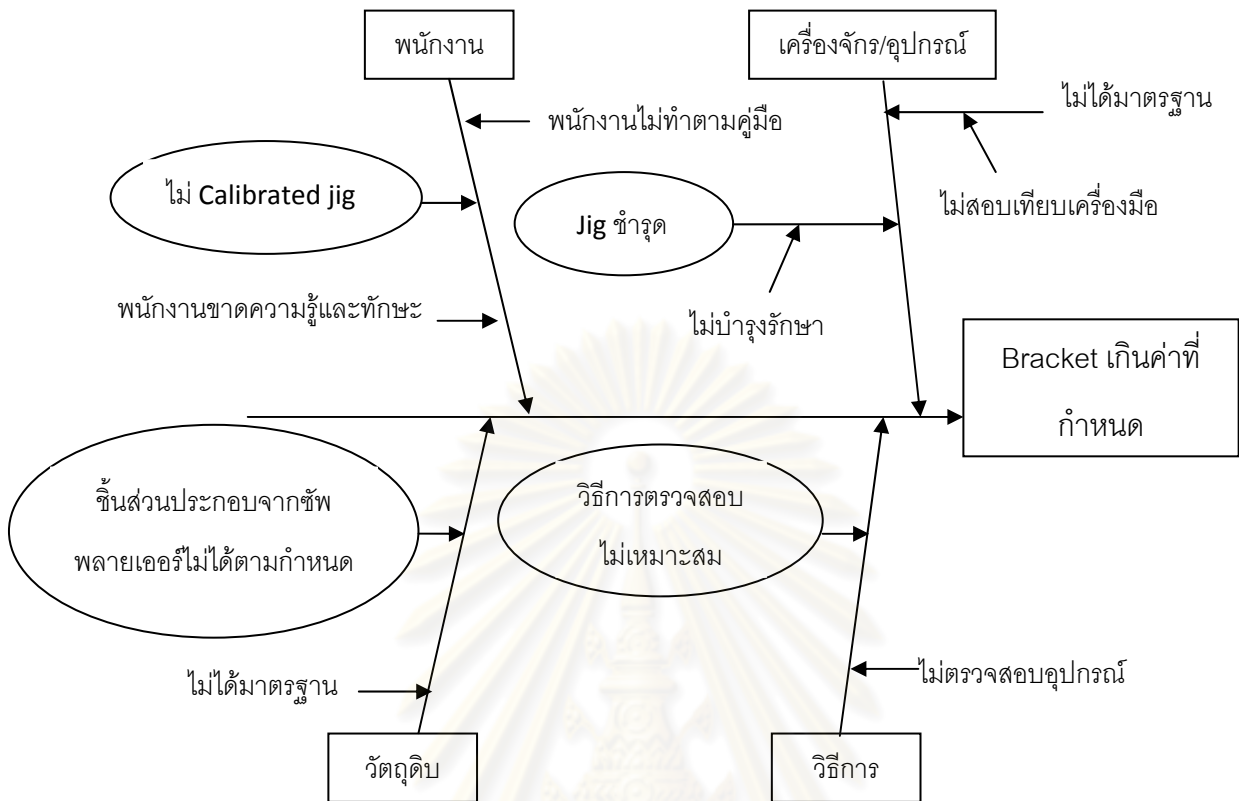 พนักงาน
เครื่องจักร/อุปกรณ์
ไม่ได้มาตรฐาน
พนักงานไม่ทำตามคู่มือ
ไม่ Calibrated jig
ไม่สอบเทียบเครื่องมือ
Jig ชำรุด
พนักงานขาดความรู้และทักษะ
ไม่บำรุงรักษา
Bracket เกินค่าที่
กำหนด
ชิ้นส่วนประกอบจากซัพ
พลายเออร์ไม่ได้ตามกำหนด
วิธีการตรวจสอบ
ไม่เหมาะสม
ไม่ได้มาตรฐาน
ไม่ตรวจสอบอุปกรณ์
วัตถุดิบ
วิธีการ